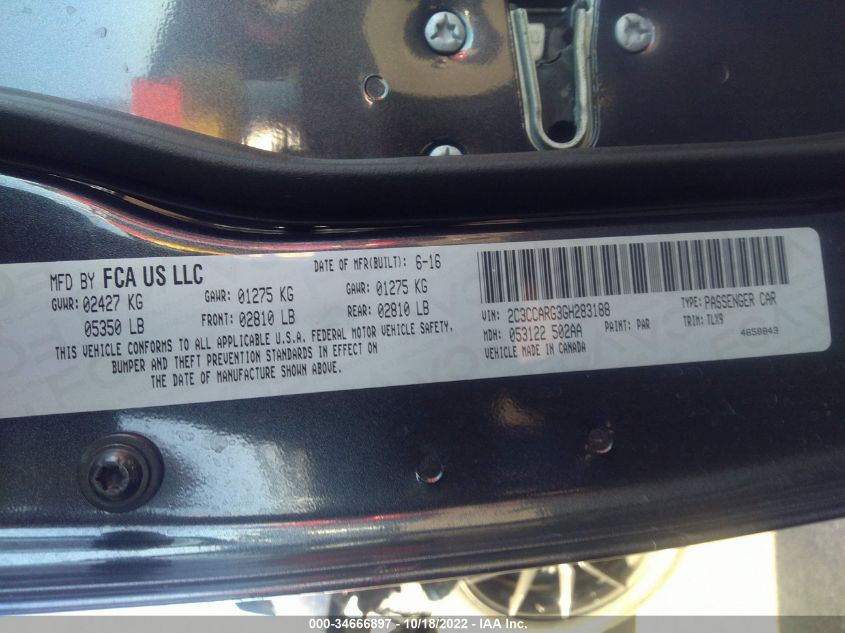 MFD BY FCA US LLC
DATE OF MFR(BUILT): 6-16
GVWR: 02427 KG
GAWR: 01275 KG
GAWR: 01275 KG
05350 LB
FRONT: 02810 LB
REAR: 02810 LB
THIS VEHICLE CONFORMS TO ALL APPLICABLE U.S.A. FEDERAL MOTOR VEHICLE SAFETY,
BUMPER AND THEFT PREVENTION STANDARDS IN EFFECT ON
THE DATE OF MANUFACTURE SHOWN ABOVE.
VIN: 2C3CCARG3GH283188
TYPE: PASSENGER CAR
MDH: 053122 502AA
PAINT: PAR
TRIM: TLX9
VEHICLE MADE IN CANADA
4658843
000-34666897 - 10/18/2022 - IAA Inc.